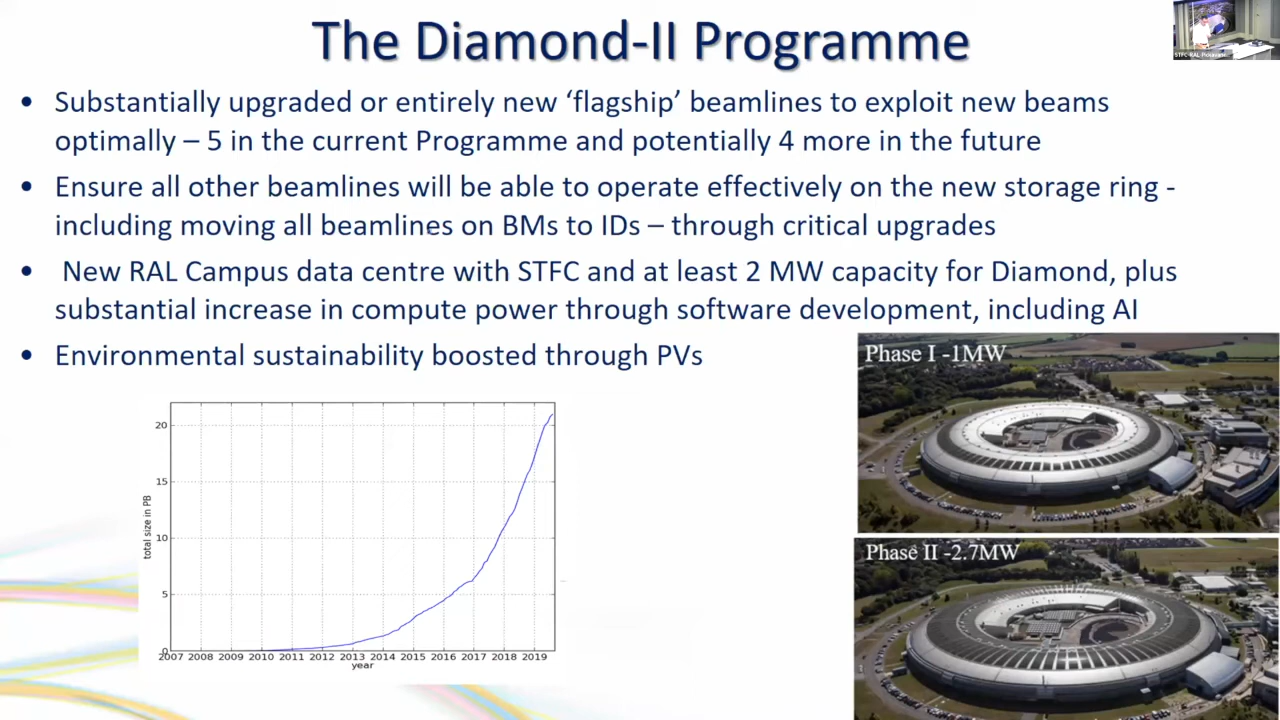 The Diamond-II Programme
• Substantially upgraded or entirely new ‘flagship’ beamlines to exploit new beams
optimally – 5 in the current Programme and potentially 4 more in the future
• Ensure all other beamlines will be able to operate effectively on the new storage ring -
including moving all beamlines on BMs to IDs – through critical upgrades
• New RAL Campus data centre with STFC and at least 2 MW capacity for Diamond, plus
substantial increase in compute power through software development, including AI
• Environmental sustainability boosted through PVs
Phase I -1MW
Phase II -2.7MW
total size in PB
20
15
10
5
0
2007 2008 2009 2010 2011 2012 2013 2014 2015 2016 2017 2018 2019
year